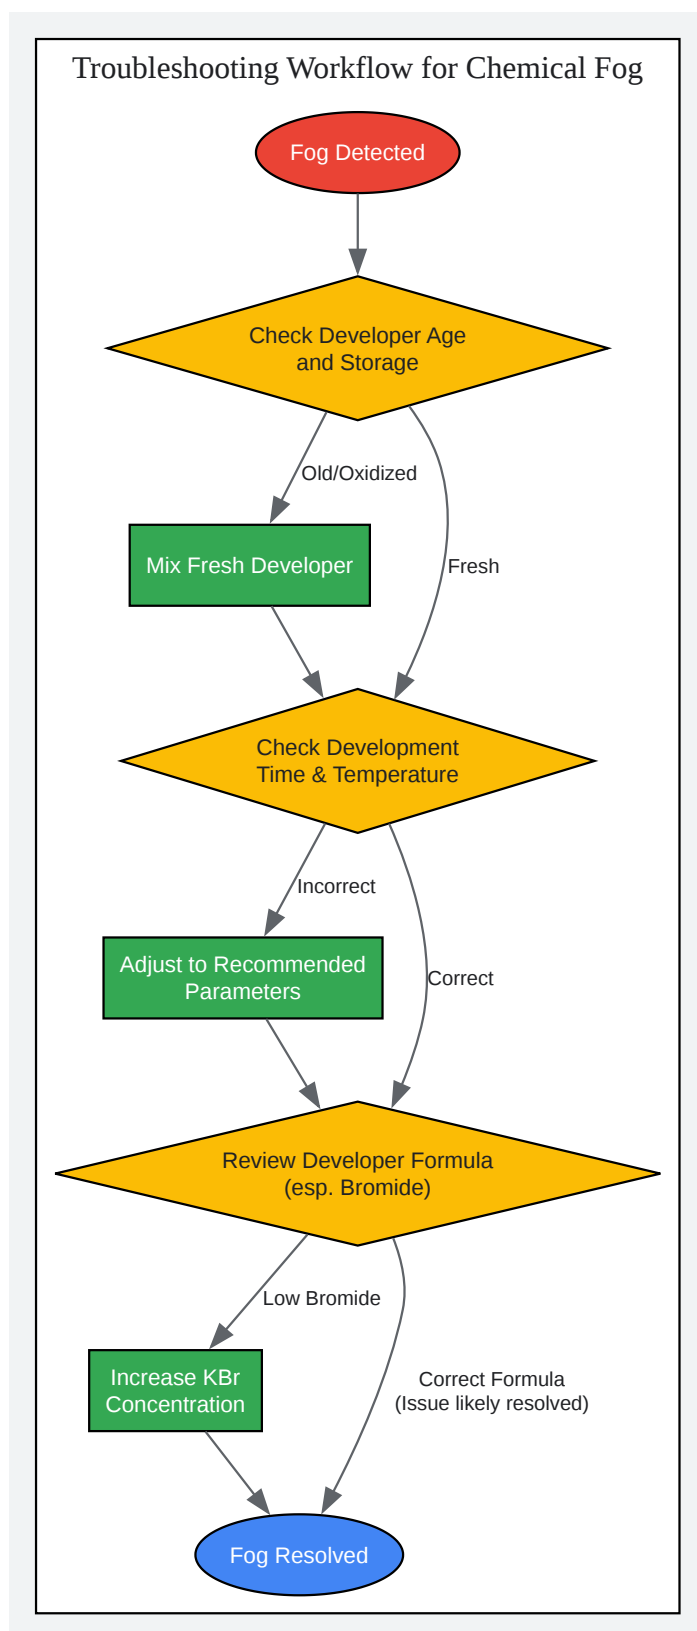 Troubleshooting Workflow for Chemical Fog
Fog Detected
Check Developer Age
and Storage
Old/Oxidized
Mix Fresh Developer
Fresh
Check Development
Time & Temperature
Incorrect
Adjust to Recommended
Parameters
Correct
Review Developer Formula
(esp. Bromide)
Low Bromide
Increase KBr
Concentration
Correct Formula
(Issue likely resolved)
Fog Resolved